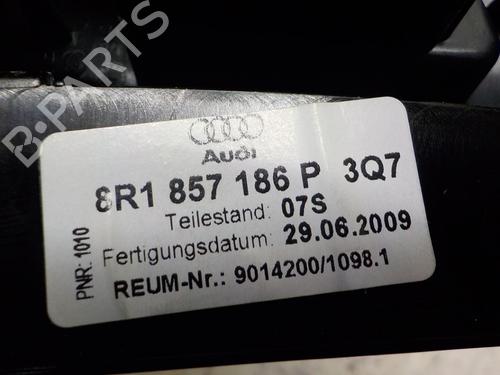 B-PARTS
Audi
8R1 857 186 P 3Q7
Teilestand: 07S
Fertigungsdatum: 29.06.2009
REUM-Nr.: 9014200/1098.1
PNR: 1010